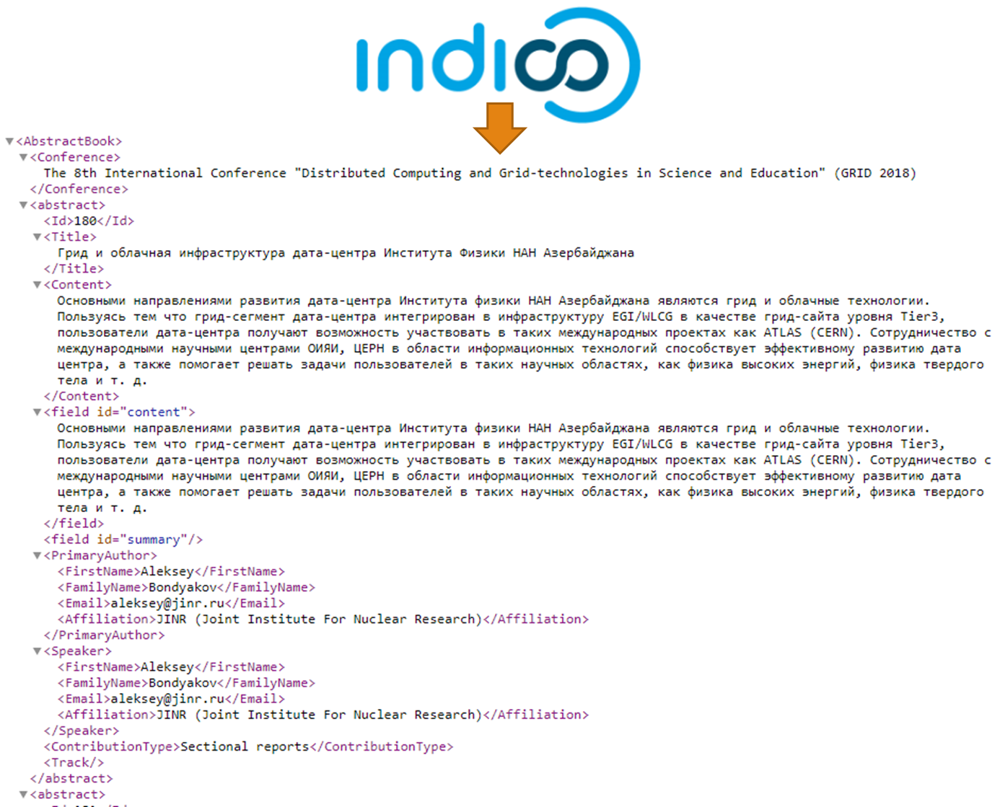 indico
<AbstractBook>
<Conference>
The 8th International Conference "Distributed Computing and Grid-technologies in Science and Education" (GRID 2018)
</Conference>
<abstract>
<Id>180</Id>
<Title>
Грид и облачная инфраструктура дата-центра Института Физики НАН Азербайджана
</Title>
<Content>
Основными направлениями развития дата-центра Института физики НАН Азербайджана являются грид и облачные технологии.
Пользуясь тем что грид-сегмент дата-центра интегрирован в инфраструктуру EGI/WLCG в качестве грид-сайта уровня Tier3,
пользователи дата-центра получают возможность участвовать в таких международных проектах как ATLAS (CERN). Сотрудничество с
международными научными центрами ОИЯИ, ЦЕРН в области информационных технологий способствует эффективному развитию дата
центра, а также помогает решать задачи пользователей в таких научных областях, как физика высоких энергий, физика твердого
тела и т. д.
</Content>
<field id="content">
Основными направлениями развития дата-центра Института физики НАН Азербайджана являются грид и облачные технологии.
Пользуясь тем что грид-сегмент дата-центра интегрирован в инфраструктуру EGI/WLCG в качестве грид-сайта уровня Tier3,
пользователи дата-центра получают возможность участвовать в таких международных проектах как ATLAS (CERN). Сотрудничество с
международными научными центрами ОИЯИ, ЦЕРН в области информационных технологий способствует эффективному развитию дата
центра, а также помогает решать задачи пользователей в таких научных областях, как физика высоких энергий, физика твердого
тела и т. д.
</field>
<field id="summary"/>
<PrimaryAuthor>
<FirstName>Aleksey</FirstName>
<FamilyName>Bondyakov</FamilyName>
<Email>aleksey@jinr.ru</Email>
<Affiliation>JINR (Joint Institute For Nuclear Research)</Affiliation>
</PrimaryAuthor>
<Speaker>
<FirstName>Aleksey</FirstName>
<FamilyName>Bondyakov</FamilyName>
<Email>aleksey@jinr.ru</Email>
<Affiliation>JINR (Joint Institute For Nuclear Research)</Affiliation>
</Speaker>
<ContributionType>Sectional reports</ContributionType>
<Track/>
</abstract>
<abstract>